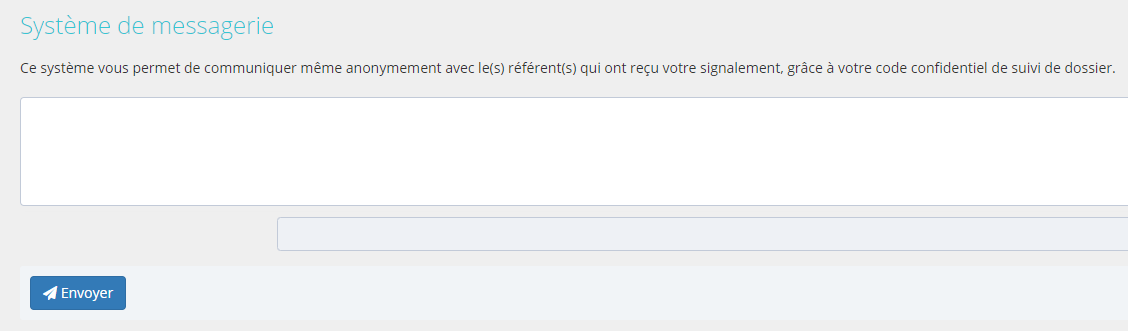 Système de messagerie
Ce système vous permet de communiquer même anonymement avec le(s) référent(s) qui ont reçu votre signalement, grâce à votre code confidentiel de suivi de dossier.
Envoyer